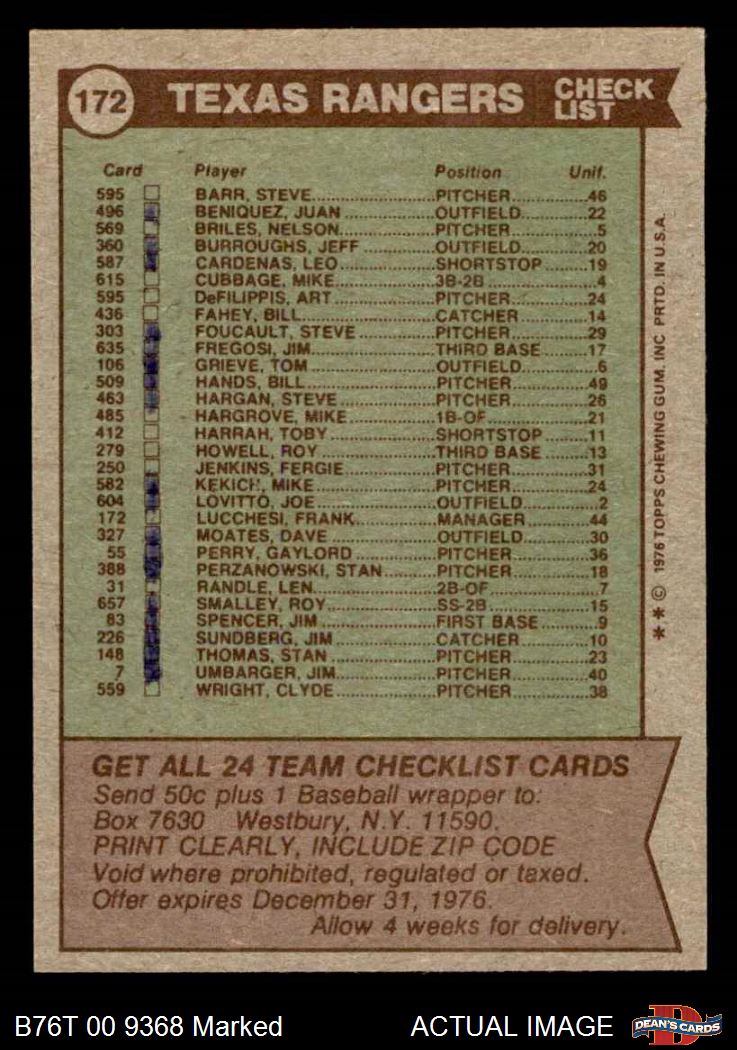 172 TEXAS RANGERS CHECK LIST
Card Player Position Unif.
595 BARR, STEVE PITCHER 46
496 BENIQUEZ, JUAN OUTFIELD 22
569 BRILES, NELSON PITCHER 5
360 BURROUGHS, JEFF OUTFIELD 20
587 CARDENAS, LEO SHORTSTOP 19
615 CUBBAGE, MIKE 3B-2B 4
595 DeFILIPPIS, ART PITCHER 24
436 FAHEY, BILL CATCHER 14
303 FOUCAULT, STEVE PITCHER 29
635 FREGOSI, JIM THIRD BASE 17
106 GRIEVE, TOM OUTFIELD 6
509 HANDS, BILL PITCHER 49
463 HARGAN, STEVE PITCHER 26
485 HARGROVE, MIKE 1B-OF 21
412 HARRAH, TOBY SHORTSTOP 11
279 HOWELL, ROY THIRD BASE 13
250 JENKINS, FERGIE PITCHER 31
582 KEKICH, MIKE PITCHER 24
604 LOVITTO, JOE OUTFIELD 2
172 LUCCHESI, FRANK MANAGER 44
327 MOATES, DAVE OUTFIELD 30
55 PERRY, GAYLORD PITCHER 36
388 PERZANOWSKI, STAN PITCHER 18
31 RANDLE, LEN 2B-OF 7
657 SMALLEY, ROY SS-2B 15
83 SPENCER, JIM FIRST BASE 9
226 SUNDBERG, JIM CATCHER 10
148 THOMAS, STAN PITCHER 23
7 UMBARGER, JIM PITCHER 40
559 WRIGHT, CLYDE PITCHER 38
** © 1976 TOPPS CHEWING GUM, INC PRTD. IN U.S.A.
GET ALL 24 TEAM CHECKLIST CARDS
Send 50c plus 1 Baseball wrapper to:
Box 7630 Westbury, N.Y. 11590.
PRINT CLEARLY, INCLUDE ZIP CODE
Void where prohibited, regulated or taxed.
Offer expires December 31, 1976.
Allow 4 weeks for delivery.
B76T 00 9368 Marked ACTUAL IMAGE
D DEAN'S CARDS